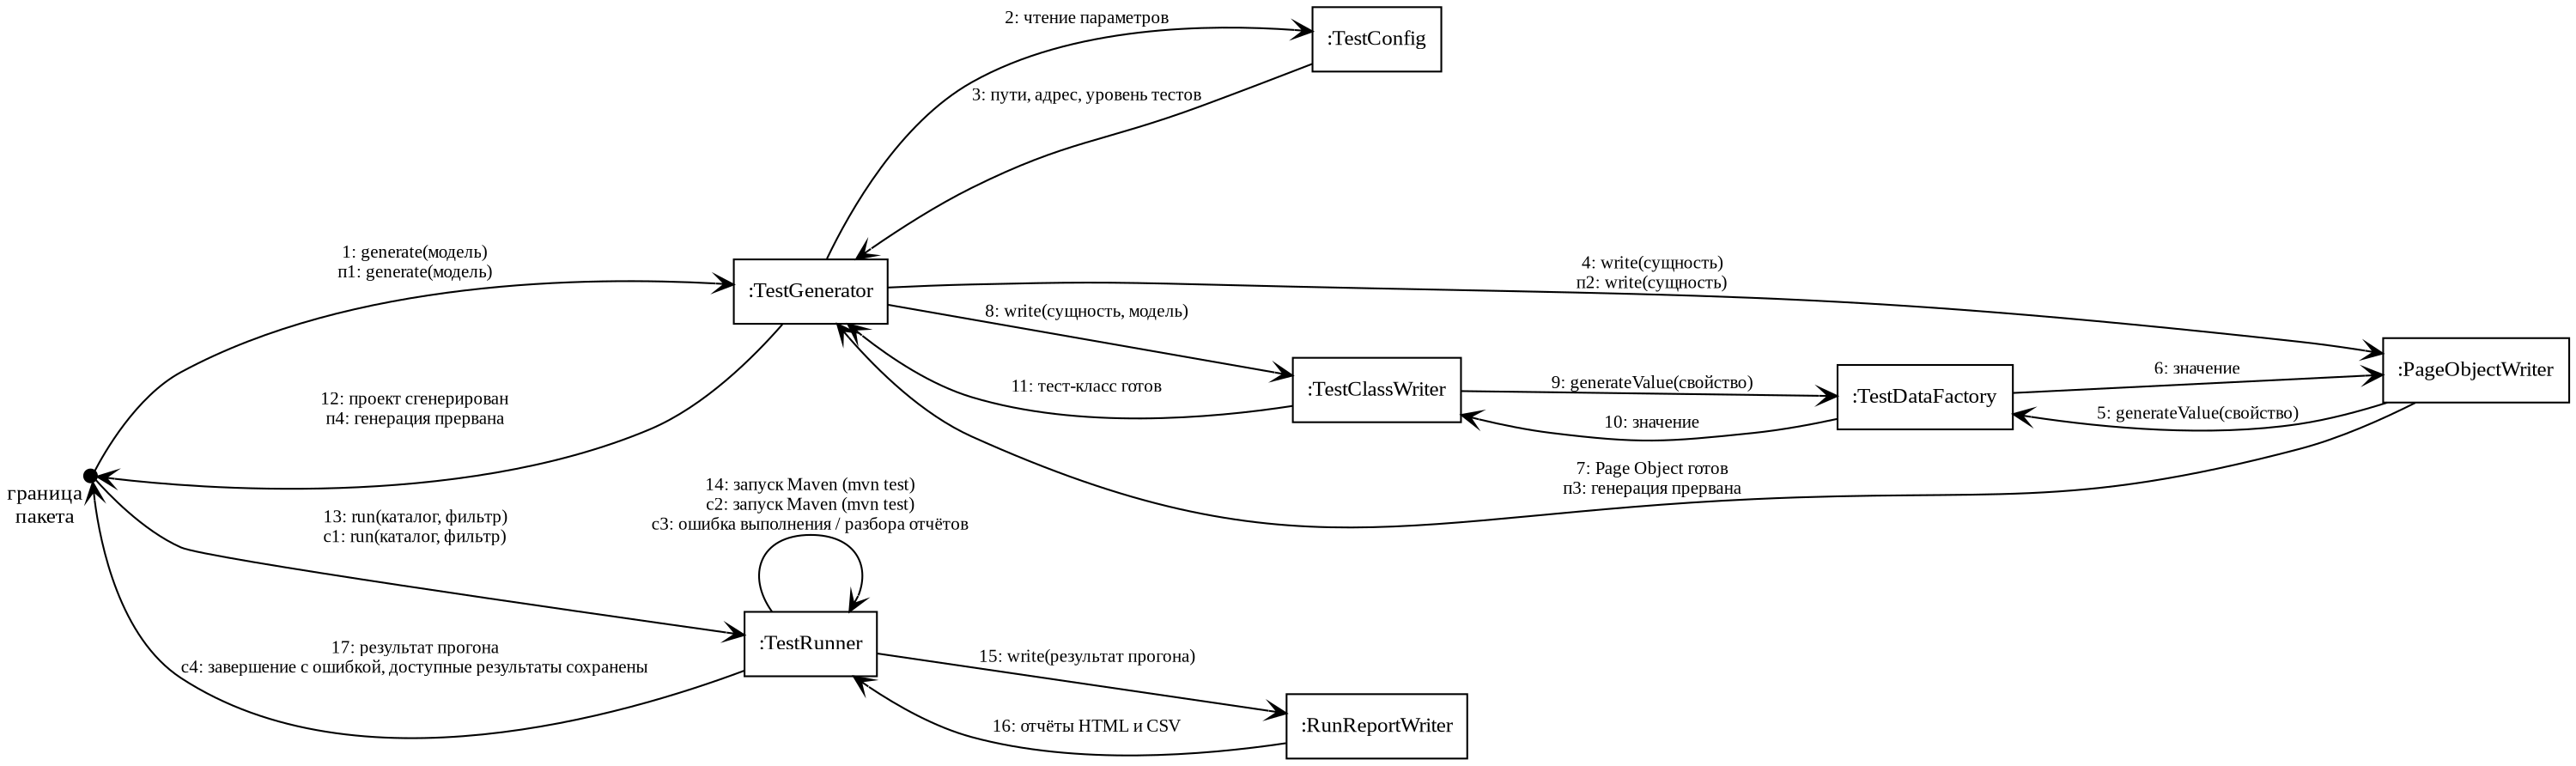 2: чтение параметров
:TestConfig
3: пути, адрес, уровень тестов
1: generate(модель)
п1: generate(модель)
:TestGenerator
4: write(сущность)
п2: write(сущность)
8: write(сущность, модель)
:PageObjectWriter
6: значение
11: тест-класс готов
:TestClassWriter
9: generateValue(свойство)
:TestDataFactory
5: generateValue(свойство)
10: значение
12: проект сгенерирован
п4: генерация прервана
7: Page Object готов
п3: генерация прервана
граница
пакета
14: запуск Maven (mvn test)
с2: запуск Maven (mvn test)
с3: ошибка выполнения / разбора отчётов
13: run(каталог, фильтр)
с1: run(каталог, фильтр)
:TestRunner
17: результат прогона
с4: завершение с ошибкой, доступные результаты сохранены
15: write(результат прогона)
16: отчёты HTML и CSV
:RunReportWriter